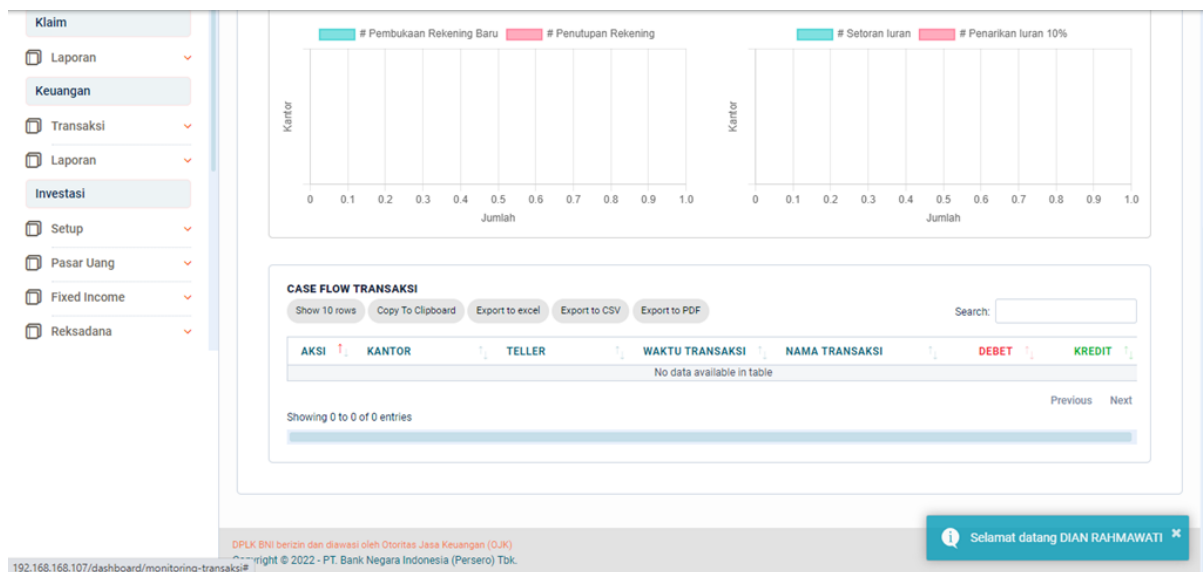 Klaim
Laporan
Keuangan
Transaksi
Laporan
Investasi
Setup
Pasar Uang
Fixed Income
Reksadana
# Pembukaan Rekening Baru # Penutupan Rekening
Kantor
0 0.1 0.2 0.3 0.4 0.5 0.6 0.7 0.8 0.9 1.0
Jumlah
# Setoran Iuran # Penarikan Iuran 10%
Kantor
0 0.1 0.2 0.3 0.4 0.5 0.6 0.7 0.8 0.9 1.0
Jumlah
CASE FLOW TRANSAKSI
Show 10 rows Copy To Clipboard Export to excel Export to CSV Export to PDF Search:
AKSI KANTOR TELLER WAKTU TRANSAKSI NAMA TRANSAKSI DEBET KREDIT
No data available in table
Previous Next
Showing 0 to 0 of 0 entries
Selamat datang DIAN RAHMAWATI
DPLK BNI berizin dan diawasi oleh Otoritas Jasa Keuangan (OJK)
© 2022 - PT. Bank Negara Indonesia (Persero) Tbk.
192.168.168.107/dashboard/monitoring-transaksi#